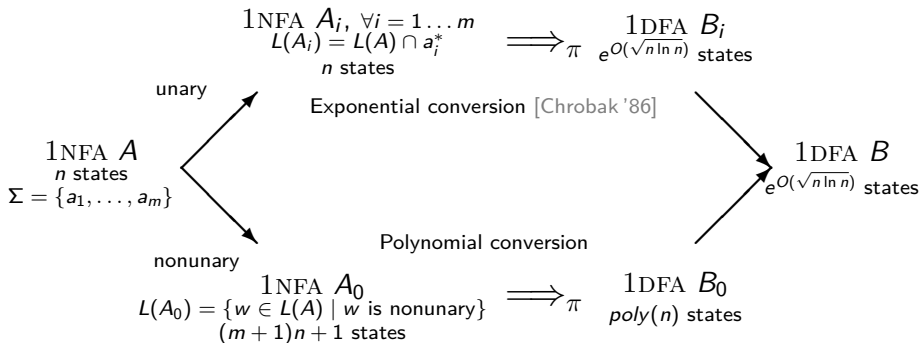 1NFA A_i, ∀i = 1 … m
L(A_i) = L(A) ∩ a_i^*
n states
⟹_π
1DFA B_i
e^{O(√(n ln n))} states
unary
Exponential conversion [Chrobak '86]
1NFA A
n states
Σ = {a_1, …, a_m}
1DFA B
e^{O(√(n ln n))} states
nonunary
Polynomial conversion
1NFA A_0
L(A_0) = {w ∈ L(A) | w is nonunary}
(m + 1)n + 1 states
⟹_π
1DFA B_0
poly(n) states